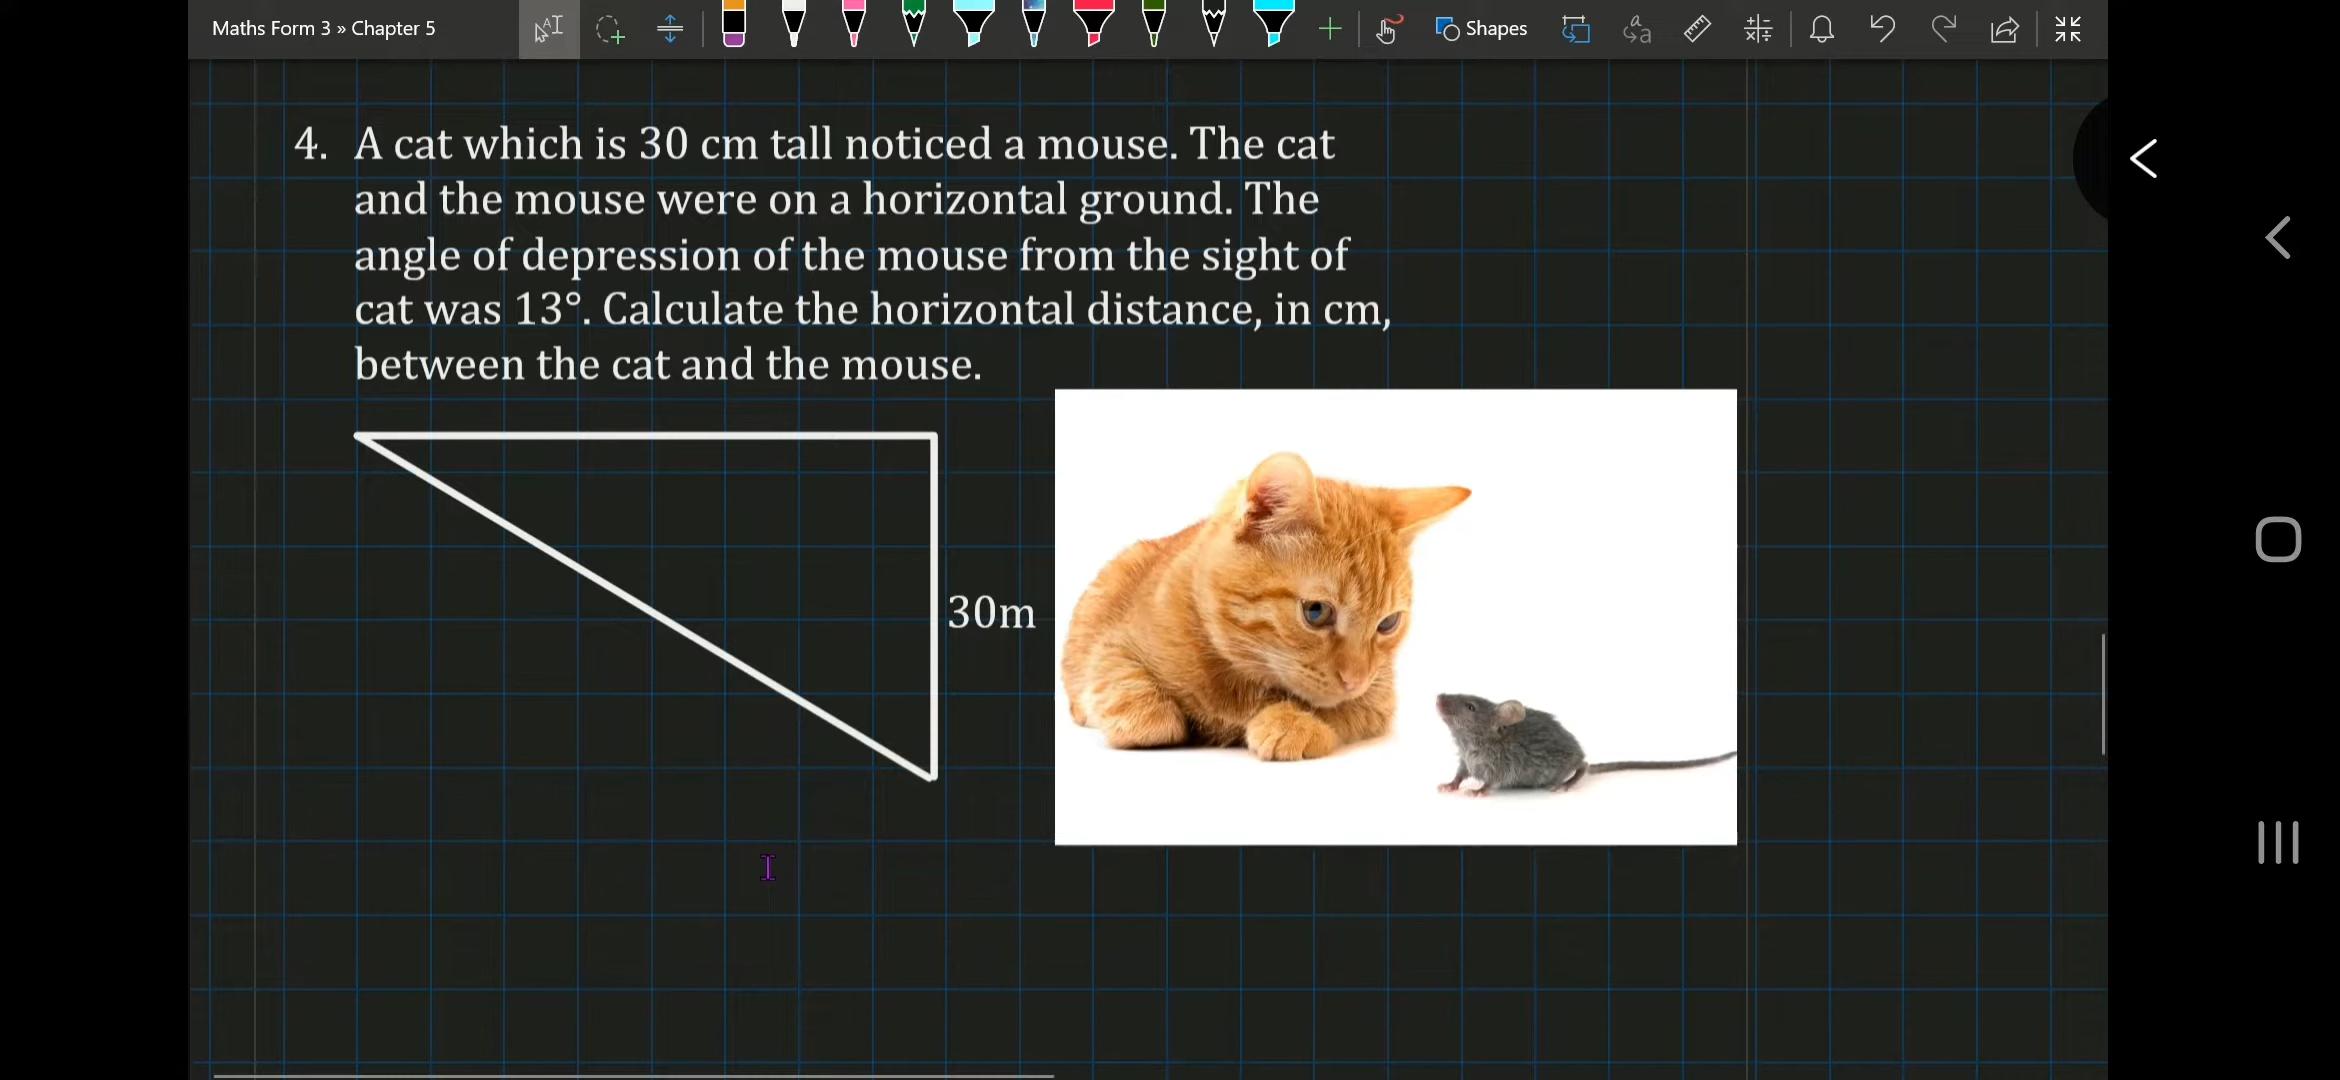 Maths Form 3 » Chapter 5
Shapes
4. A cat which is 30 cm tall noticed a mouse. The cat
and the mouse were on a horizontal ground. The
angle of depression of the mouse from the sight of
cat was 13°. Calculate the horizontal distance, in cm,
between the cat and the mouse.
30m